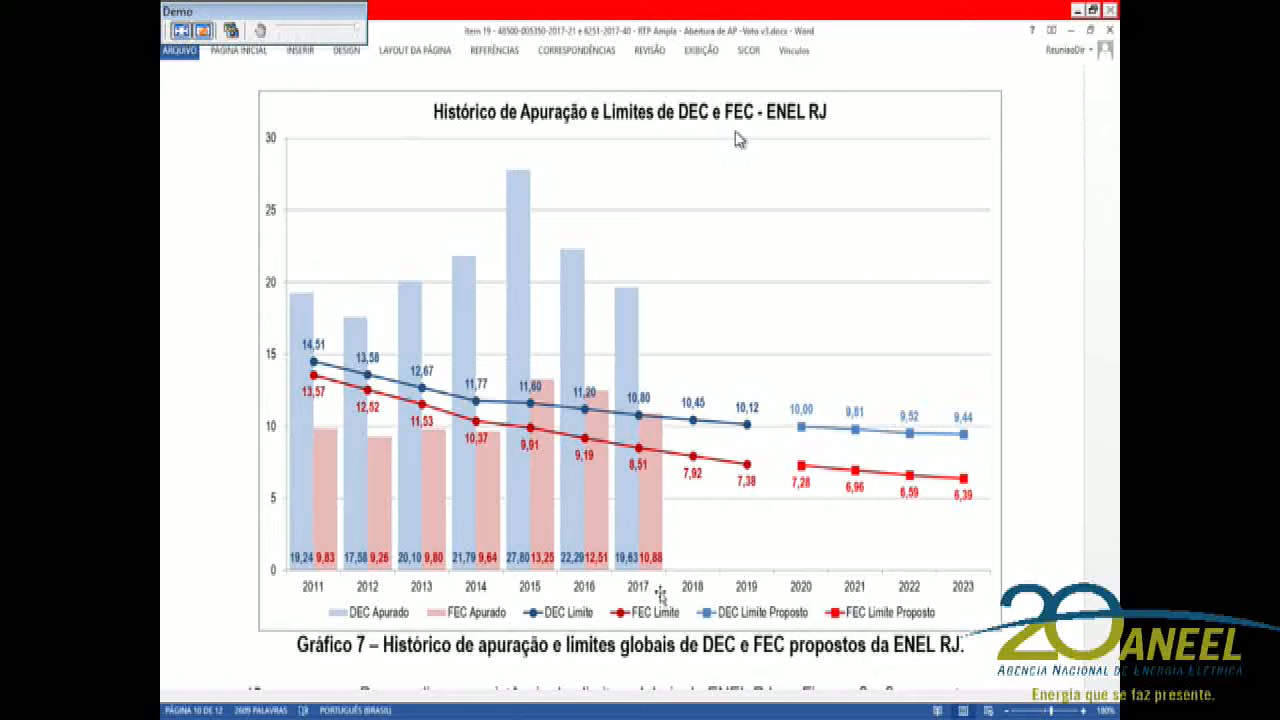 Demo
Item 19 - 48500-005350-2017-21 e 6251-2017-40 - RTP Ampla - Abertura de AP -Voto v3.docx - Word
ARQUIVO PÁGINA INICIAL INSERIR DESIGN LAYOUT DA PÁGINA REFERÊNCIAS CORRESPONDÊNCIAS REVISÃO EXIBIÇÃO SICOR Vínculos ReuniaoDir
Histórico de Apuração e Limites de DEC e FEC - ENEL RJ
30
25
20
15
10
5
0
14,51 13,58 12,67 11,77 11,60 11,20 10,80 10,45 10,12 10,00 9,81 9,52 9,44
13,57 12,52 11,53 10,37 9,91 9,19 8,51 7,92 7,38 7,28 6,96 6,59 6,39
19,24 9,83 17,58 9,26 20,10 9,80 21,79 9,64 27,80 13,25 22,29 12,51 19,63 10,88
2011 2012 2013 2014 2015 2016 2017 2018 2019 2020 2021 2022 2023
DEC Apurado FEC Apurado DEC Limite FEC Limite DEC Limite Proposto FEC Limite Proposto
Gráfico 7 – Histórico de apuração e limites globais de DEC e FEC propostos da ENEL RJ.
20 ANEEL
AGÊNCIA NACIONAL DE ENERGIA ELÉTRICA
Energia que se faz presente.
PÁGINA 10 DE 12 2609 PALAVRAS PORTUGUÊS (BRASIL) 180%